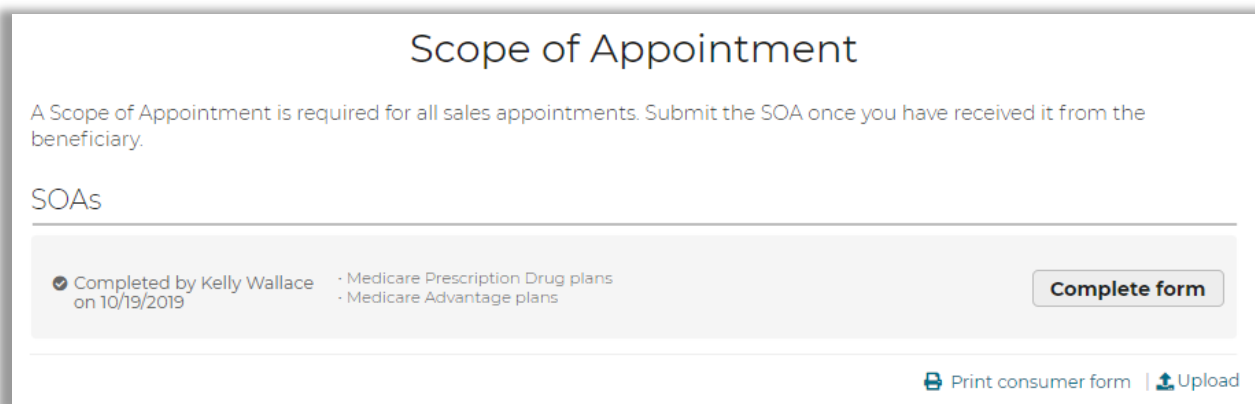 Scope of Appointment
A Scope of Appointment is required for all sales appointments. Submit the SOA once you have received it from the
beneficiary.
SOAs
Completed by Kelly Wallace
on 10/19/2019
· Medicare Prescription Drug plans
· Medicare Advantage plans
Complete form
Print consumer form | Upload